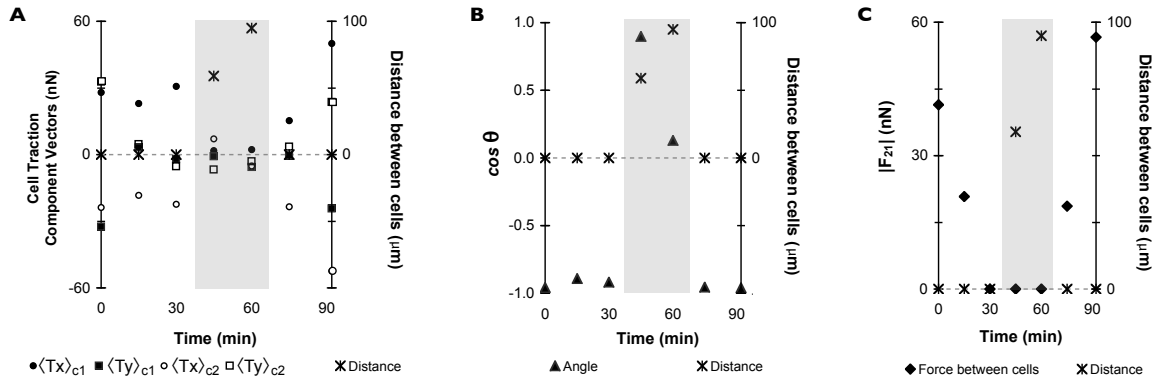 A
60
0
-60
Cell Traction
Component Vectors (nN)
100
0
Distance between cells (μm)
0 30 60 90
Time (min)
⟨Tx⟩c1 ⟨Ty⟩c1 ⟨Tx⟩c2 ⟨Ty⟩c2 Distance
B
1.0
0.5
0.0
-0.5
-1.0
cos θ
100
0
Distance between cells (μm)
0 30 60 90
Time (min)
Angle Distance
C
60
30
0
|F21| (nN)
100
0
Distance between cells (μm)
0 30 60 90
Time (min)
Force between cells Distance